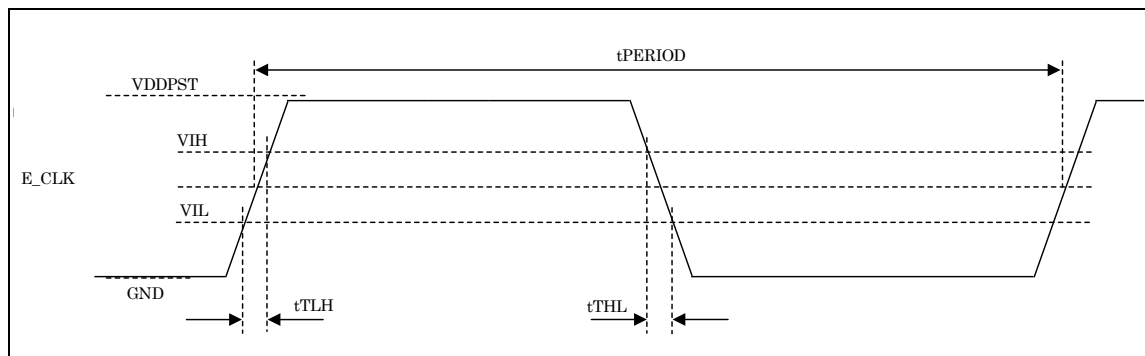 tPERIOD
VDDPST
VIH
E_CLK
VIL
GND
tTLH
tTHL